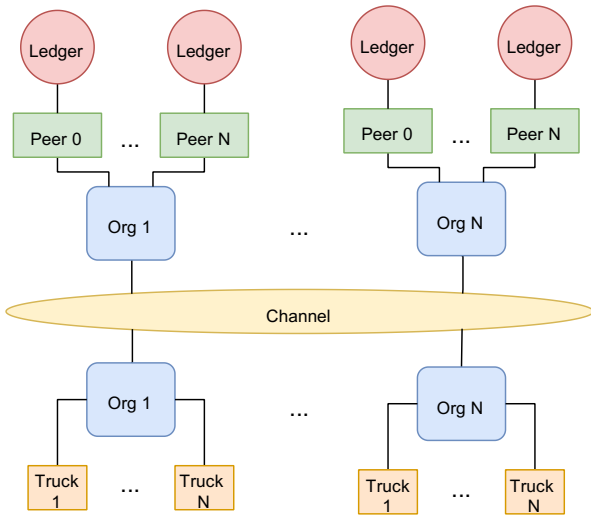 Ledger
Ledger
Ledger
Ledger
Peer 0
...
Peer N
Peer 0
...
Peer N
Org 1
...
Org N
Channel
Org 1
...
Org N
Truck
1
...
Truck
N
Truck
1
...
Truck
N